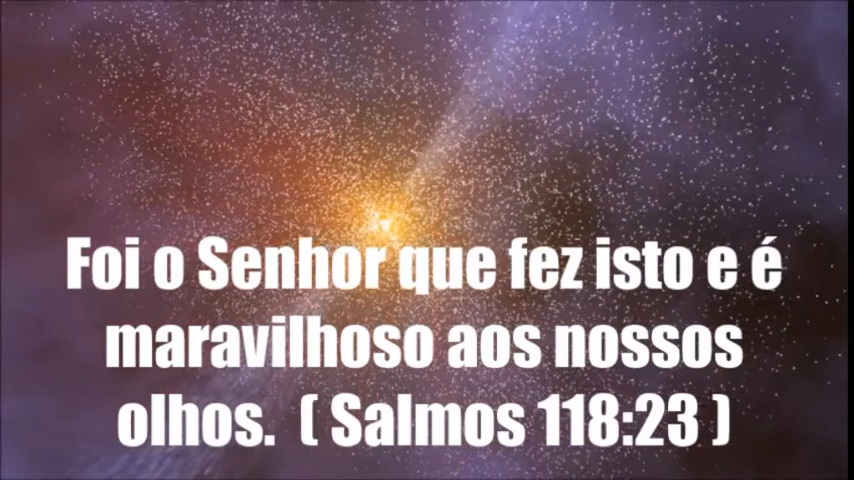 Foi o Senhor que fez isto e é
maravilhoso aos nossos
olhos. ( Salmos 118:23 )